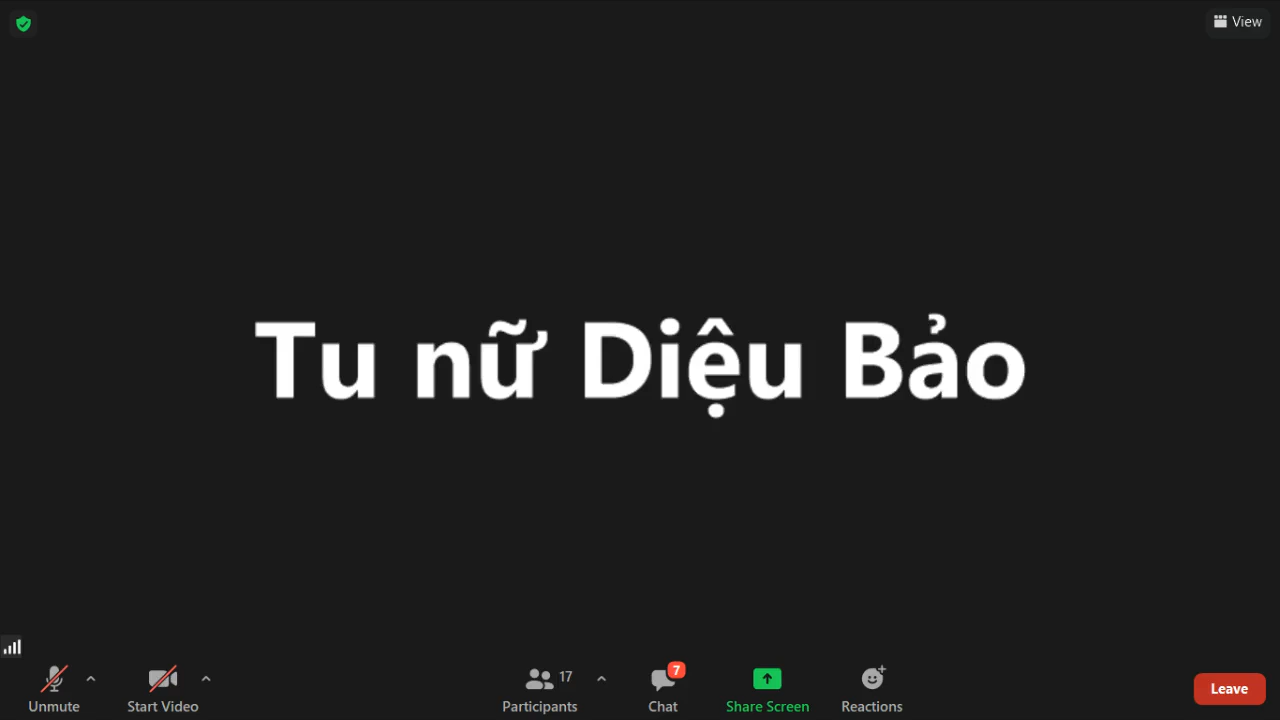 View
Tu nữ Diệu Bảo
17
7
Unmute
Start Video
Participants
Chat
Share Screen
Reactions
Leave